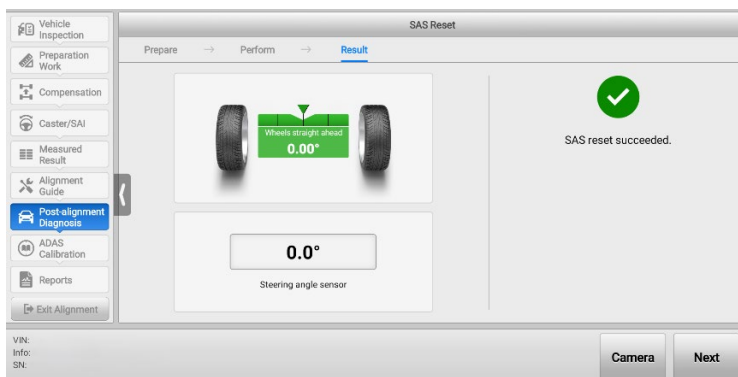 SAS Reset
Vehicle
Inspection
Preparation
Work
Compensation
Caster/SAI
Measured
Result
Alignment
Guide
Post-alignment
Diagnosis
ADAS
Calibration
Reports
Exit Alignment
Prepare → Perform → Result
Wheels straight ahead
0.00°
0.0°
Steering angle sensor
SAS reset succeeded.
VIN:
Info:
SN:
Camera
Next